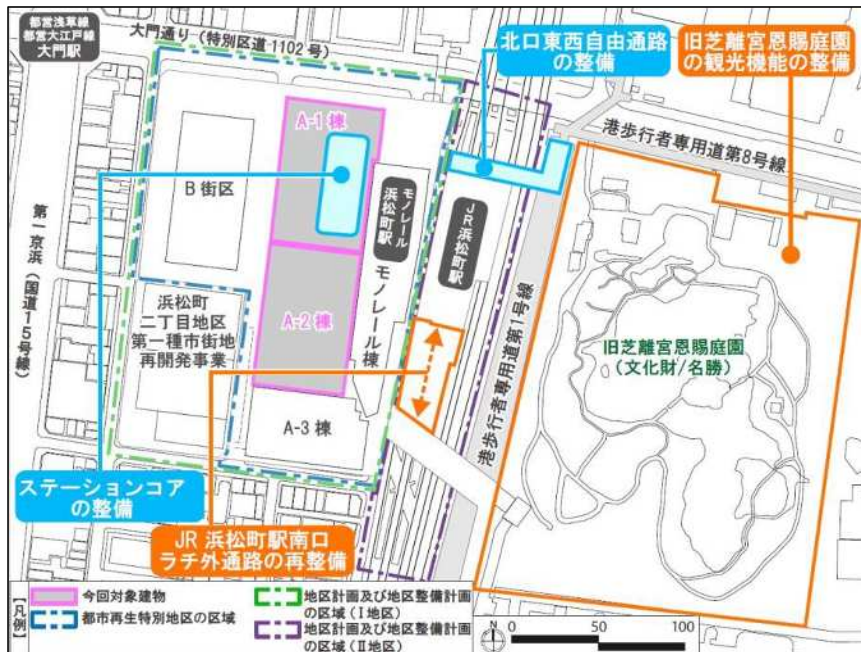 都営浅草線
都営大江戸線
大門駅
大門通り(特別区道1102号)
北口東西自由通路
の整備
旧芝離宮恩賜庭園
の観光機能の整備
港歩行者専用道第8号線
A-1棟
B街区
モノレール
浜松町駅
JR浜松町駅
モノレール棟
第一京浜(国道15号線)
浜松町
二丁目地区
第一種市街地
再開発事業
A-2棟
A-3棟
港歩行者専用道第1号線
旧芝離宮恩賜庭園
(文化財/名勝)
ステーションコア
の整備
JR浜松町駅南口
ラチ外通路の再整備
【凡例】
今回対象建物
都市再生特別地区の区域
地区計画及び地区整備計画
の区域(Ⅰ地区)
地区計画及び地区整備計画
の区域(Ⅱ地区)
N
0 50 100